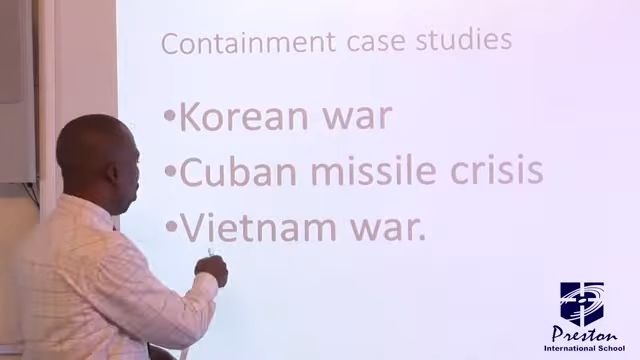 Containment case studies
•Korean war
•Cuban missile crisis
•Vietnam war.
Preston
International School